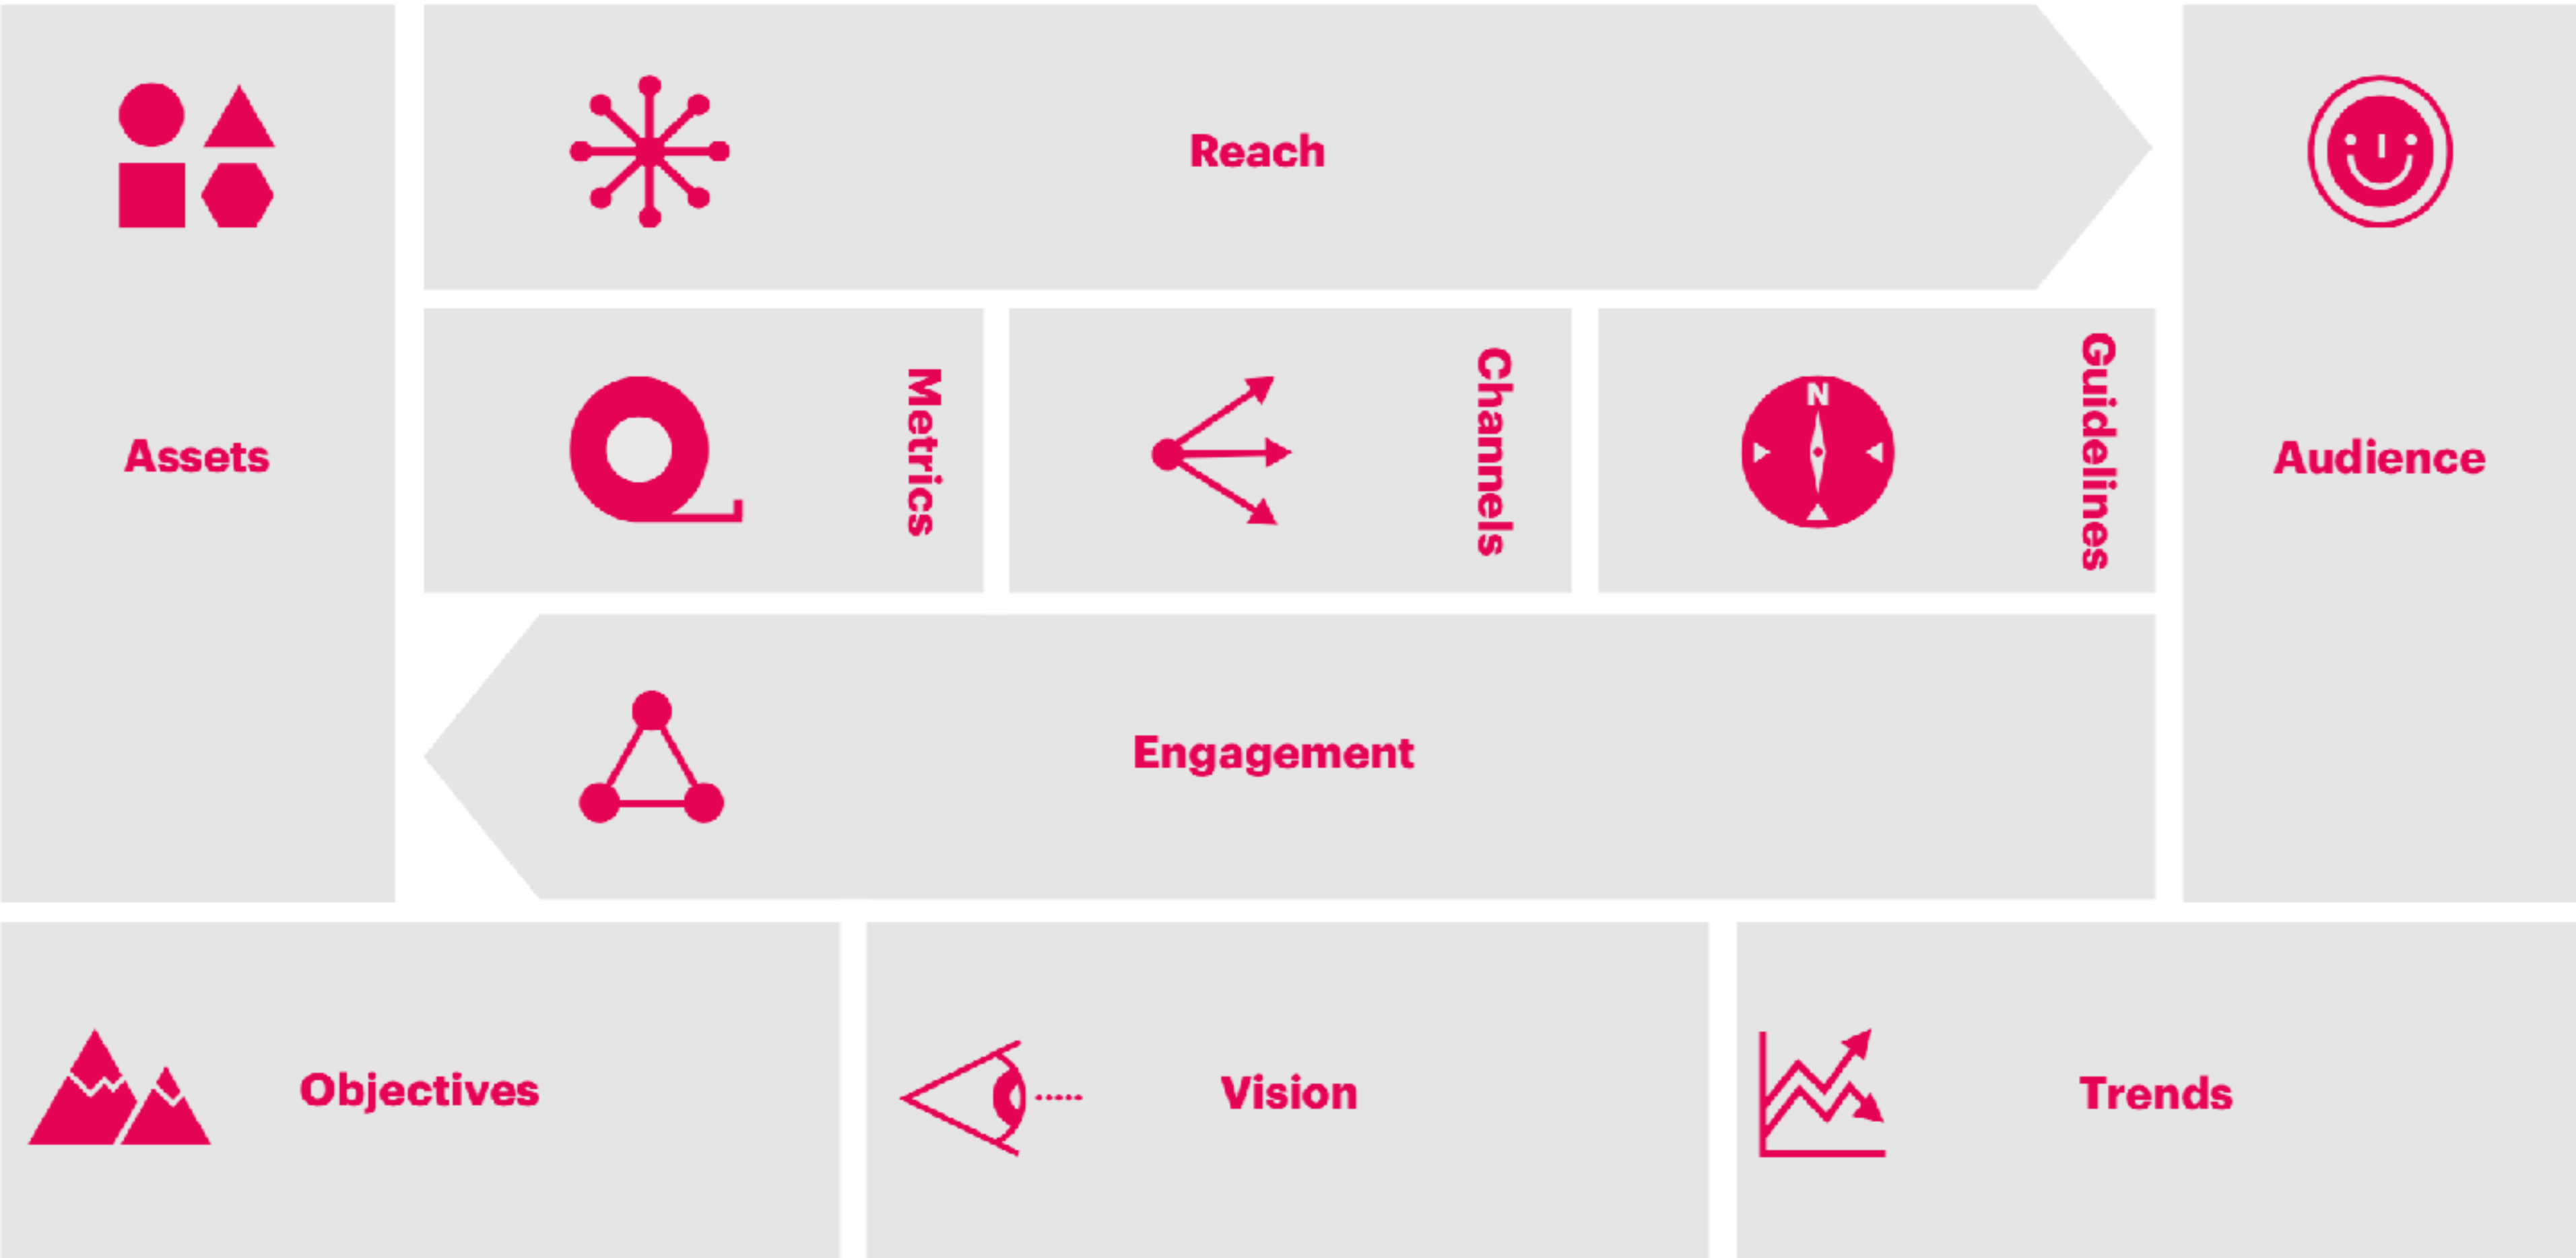 Reach
Assets
Metrics
Channels
N
Guidelines
Audience
Engagement
Objectives
Vision
Trends